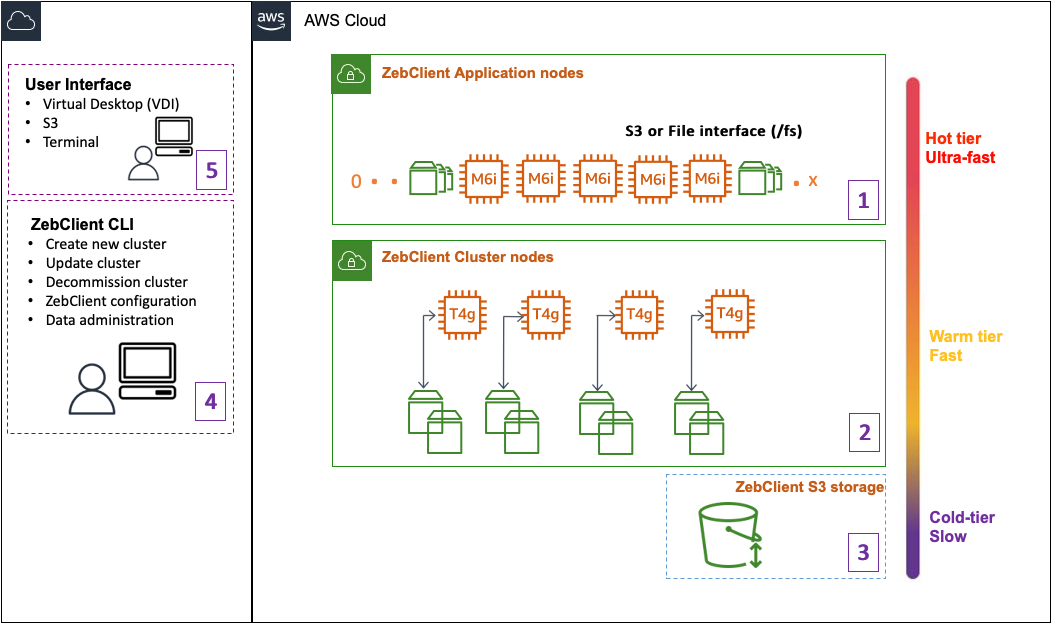 aws
AWS Cloud
User Interface
• Virtual Desktop (VDI)
• S3
• Terminal
5
ZebClient CLI
• Create new cluster
• Update cluster
• Decommission cluster
• ZebClient configuration
• Data administration
4
ZebClient Application nodes
S3 or File interface (/fs)
0 • • M6i M6i M6i M6i M6i • x
1
ZebClient Cluster nodes
T4g T4g T4g T4g
2
ZebClient S3 storage
3
Hot tier
Ultra-fast
Warm tier
Fast
Cold-tier
Slow